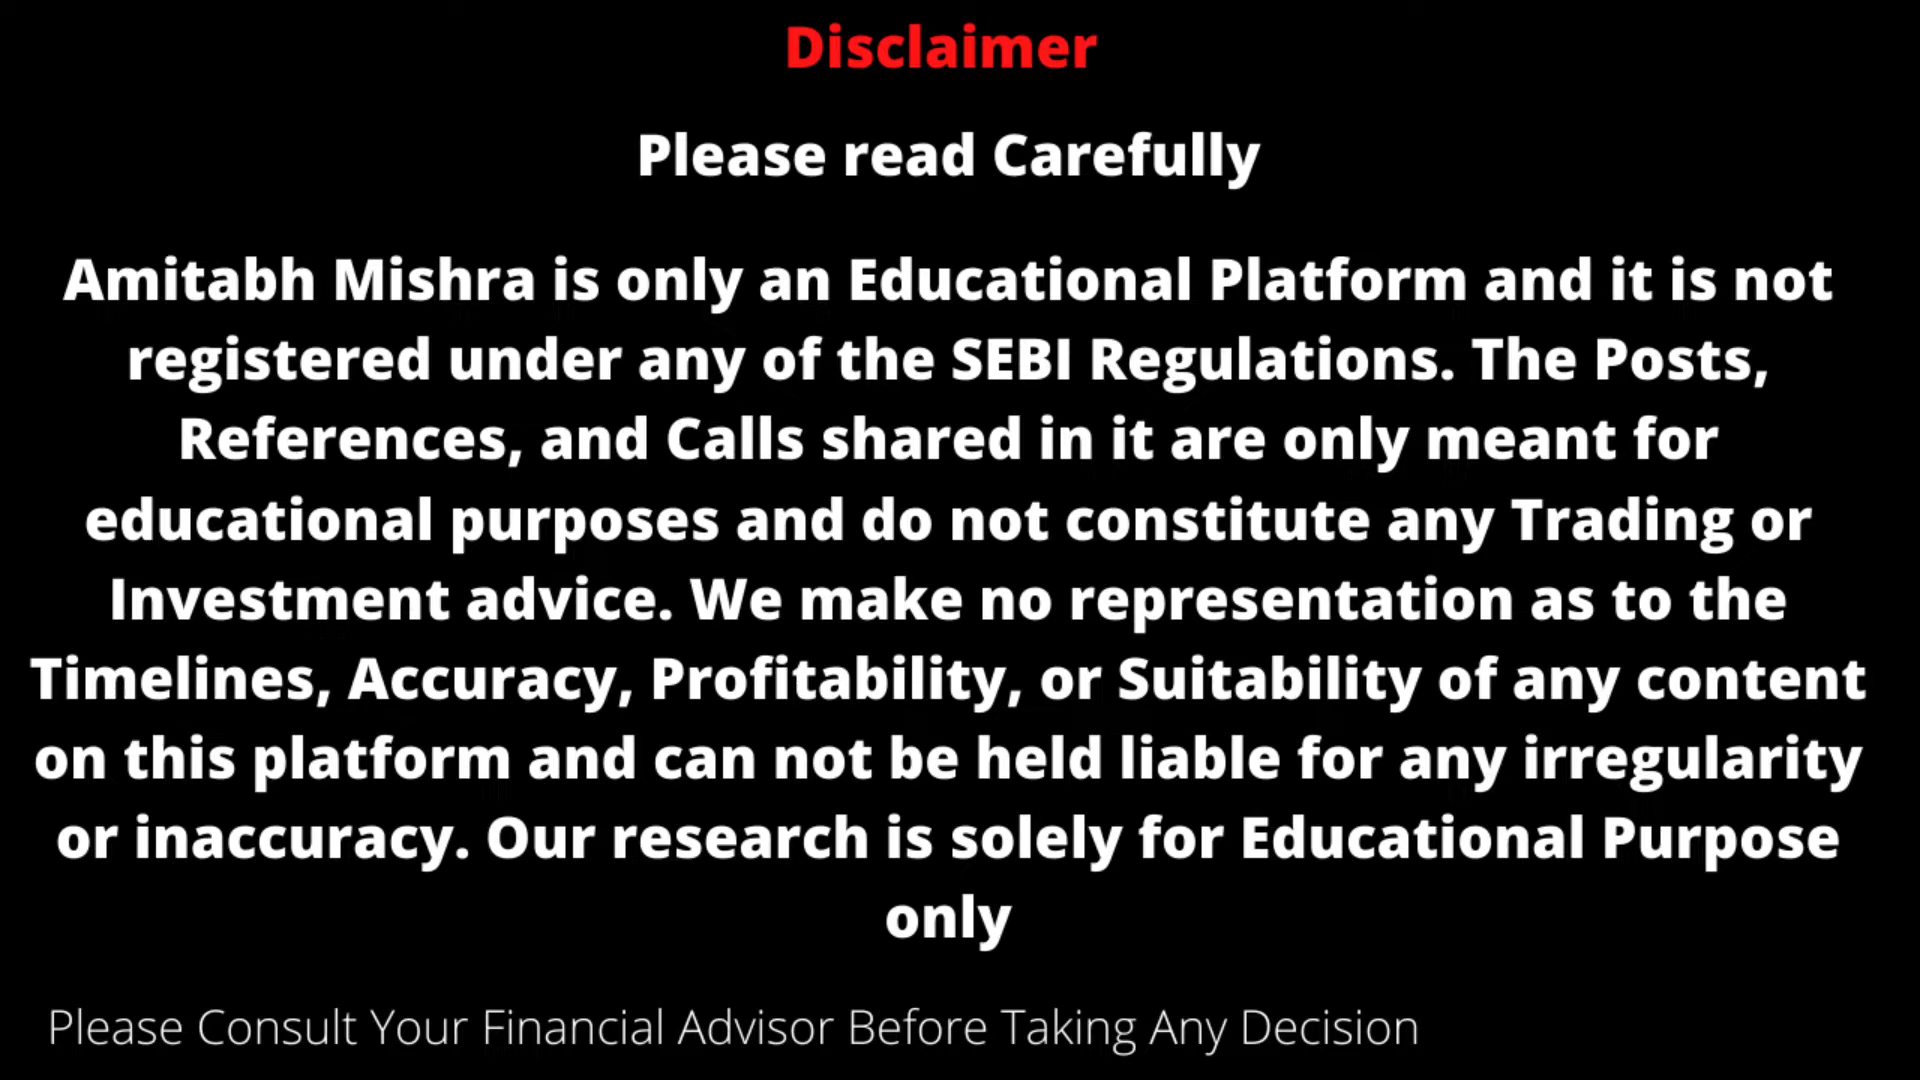 Disclaimer
Please read Carefully
Amitabh Mishra is only an Educational Platform and it is not
registered under any of the SEBI Regulations. The Posts,
References, and Calls shared in it are only meant for
educational purposes and do not constitute any Trading or
Investment advice. We make no representation as to the
Timelines, Accuracy, Profitability, or Suitability of any content
on this platform and can not be held liable for any irregularity
or inaccuracy. Our research is solely for Educational Purpose
only
Please Consult Your Financial Advisor Before Taking Any Decision